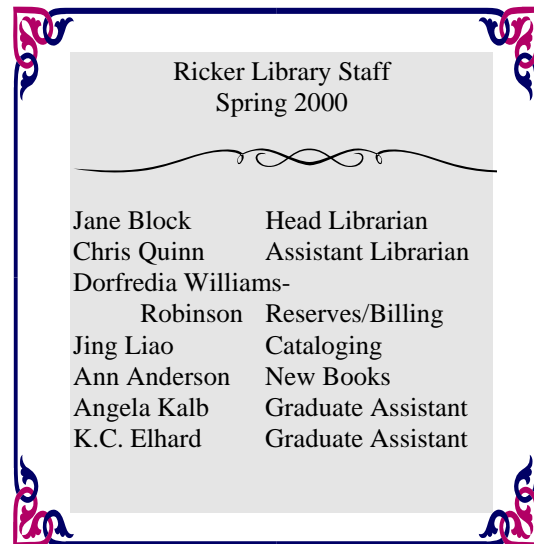 Ricker Library Staff
Spring 2000
Jane Block Head Librarian
Chris Quinn Assistant Librarian
Dorfredia Williams-
Robinson Reserves/Billing
Jing Liao Cataloging
Ann Anderson New Books
Angela Kalb Graduate Assistant
K.C. Elhard Graduate Assistant